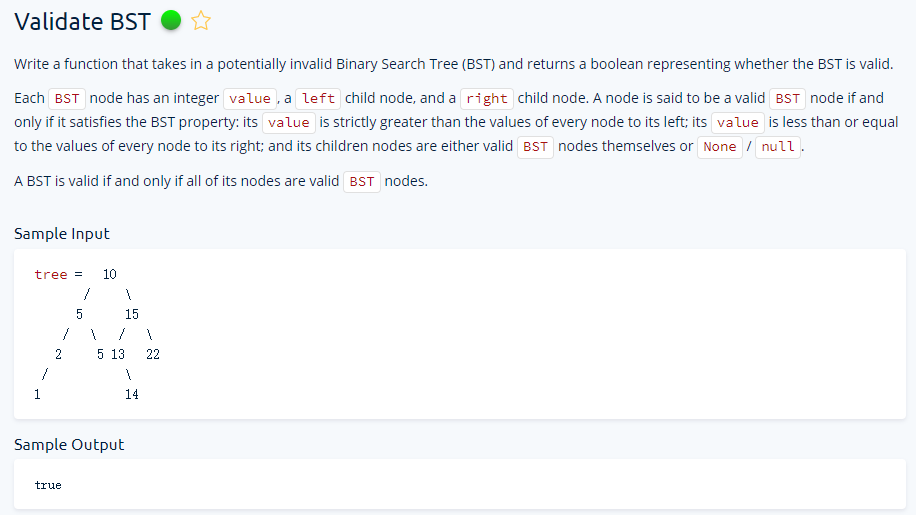 Validate BST
Write a function that takes in a potentially invalid Binary Search Tree (BST) and returns a boolean representing whether the BST is valid.
Each BST node has an integer value , a left child node, and a right child node. A node is said to be a valid BST node if and
only if it satisfies the BST property: its value is strictly greater than the values of every node to its left; its value is less than or equal
to the values of every node to its right; and its children nodes are either valid BST nodes themselves or None / null .
A BST is valid if and only if all of its nodes are valid BST nodes.
Sample Input
tree =   10
      /     \
     5      15
   /   \   /   \
  2     5 13   22
 /           \
1            14
Sample Output
true